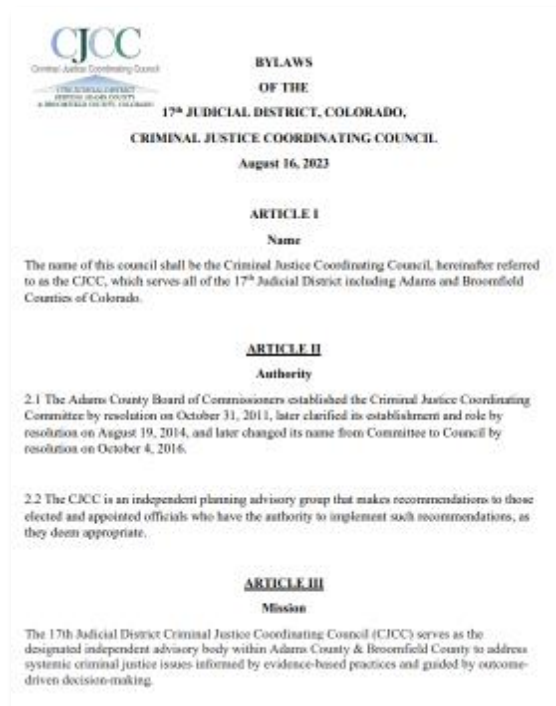 CJCC
Criminal Justice Coordinating Council
17TH JUDICIAL DISTRICT
SERVING ADAMS COUNTY
& BROOMFIELD COUNTY, COLORADO
BYLAWS
OF THE
17th JUDICIAL DISTRICT, COLORADO,
CRIMINAL JUSTICE COORDINATING COUNCIL
August 16, 2023
ARTICLE I
Name
The name of this council shall be the Criminal Justice Coordinating Council, hereinafter referred
to as the CJCC, which serves all of the 17th Judicial District including Adams and Broomfield
Counties of Colorado.
ARTICLE II
Authority
2.1 The Adams County Board of Commissioners established the Criminal Justice Coordinating
Committee by resolution on October 31, 2011, later clarified its establishment and role by
resolution on August 19, 2014, and later changed its name from Committee to Council by
resolution on October 4, 2016.
2.2 The CJCC is an independent planning advisory group that makes recommendations to those
elected and appointed officials who have the authority to implement such recommendations, as
they deem appropriate.
ARTICLE III
Mission
The 17th Judicial District Criminal Justice Coordinating Council (CJCC) serves as the
designated independent advisory body within Adams County & Broomfield County to address
systemic criminal justice issues informed by evidence-based practices and guided by outcome-
driven decision-making.